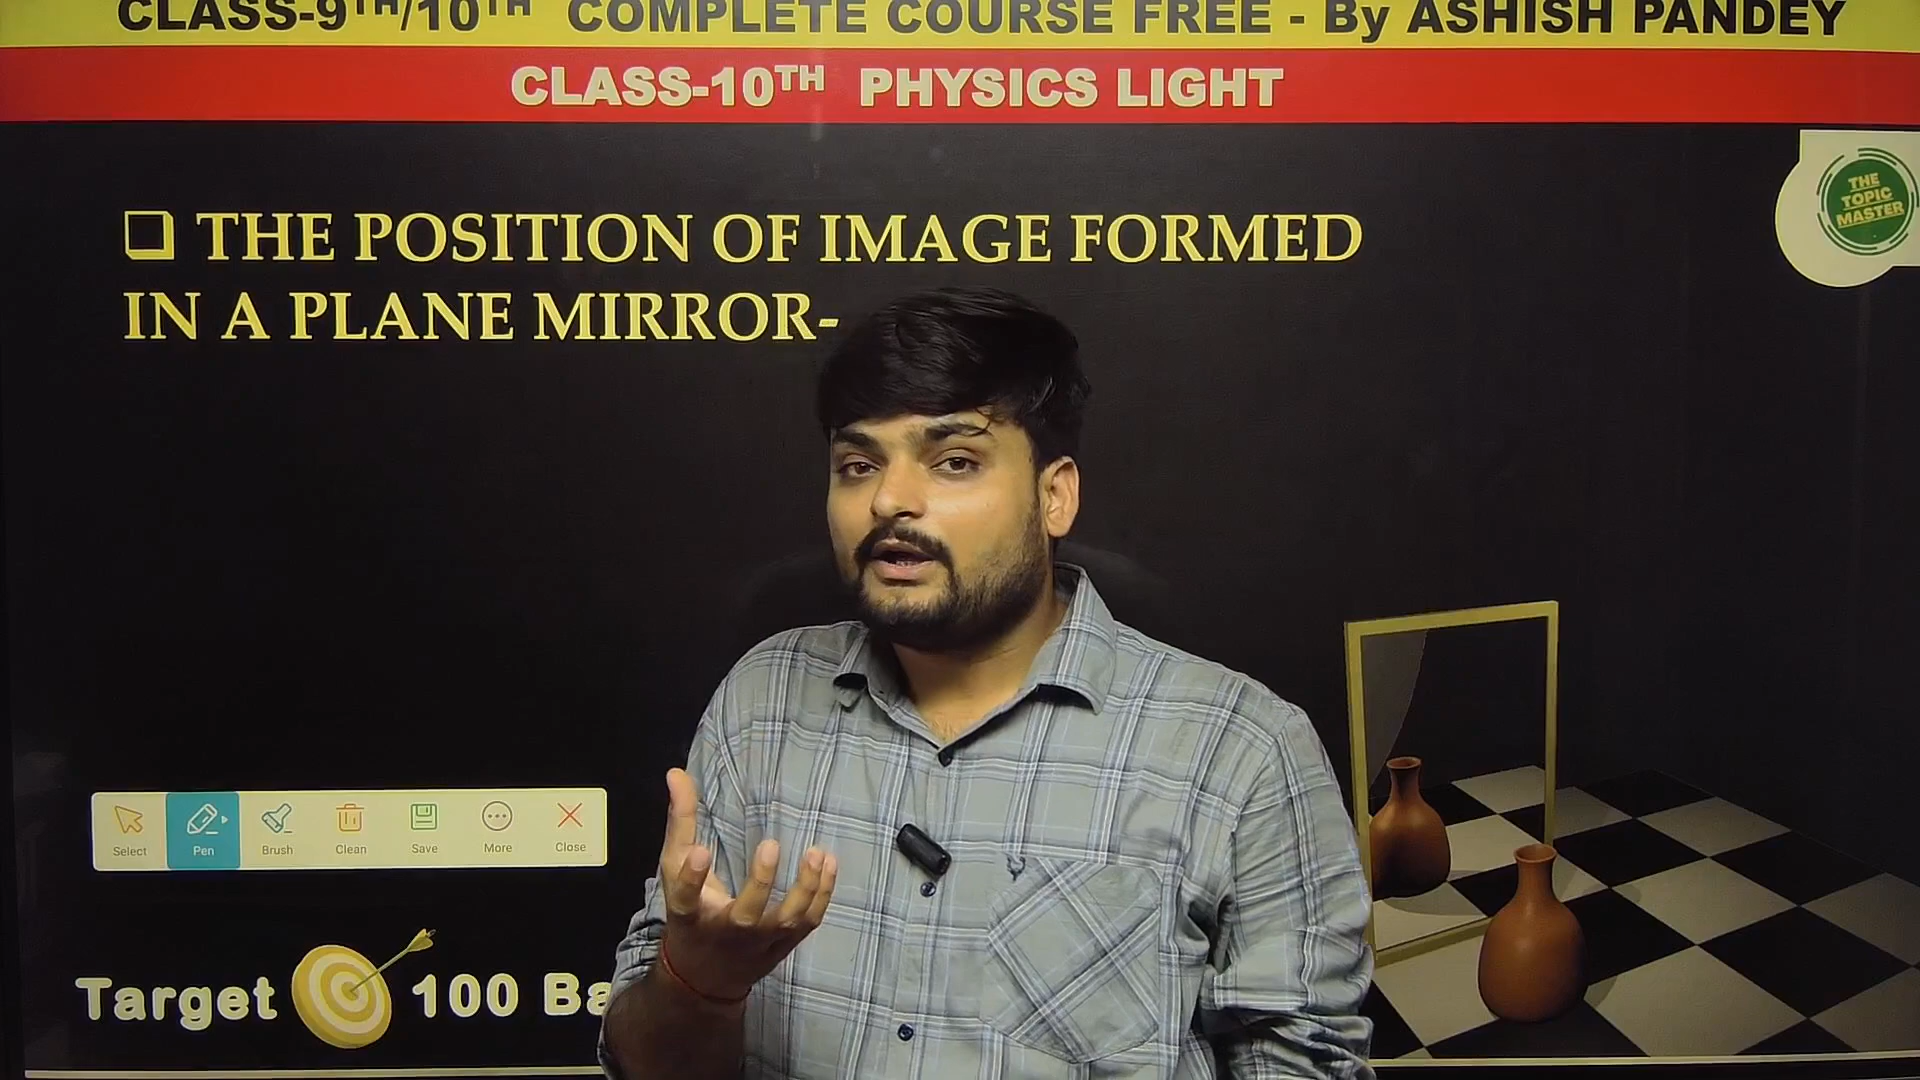 CLASS-9TH/10TH COMPLETE COURSE FREE - By ASHISH PANDEY
CLASS-10TH PHYSICS LIGHT
THE
TOPIC
MASTER
THE POSITION OF IMAGE FORMED
IN A PLANE MIRROR-
Select Pen Brush Clean Save More Close
Target 100 Ba